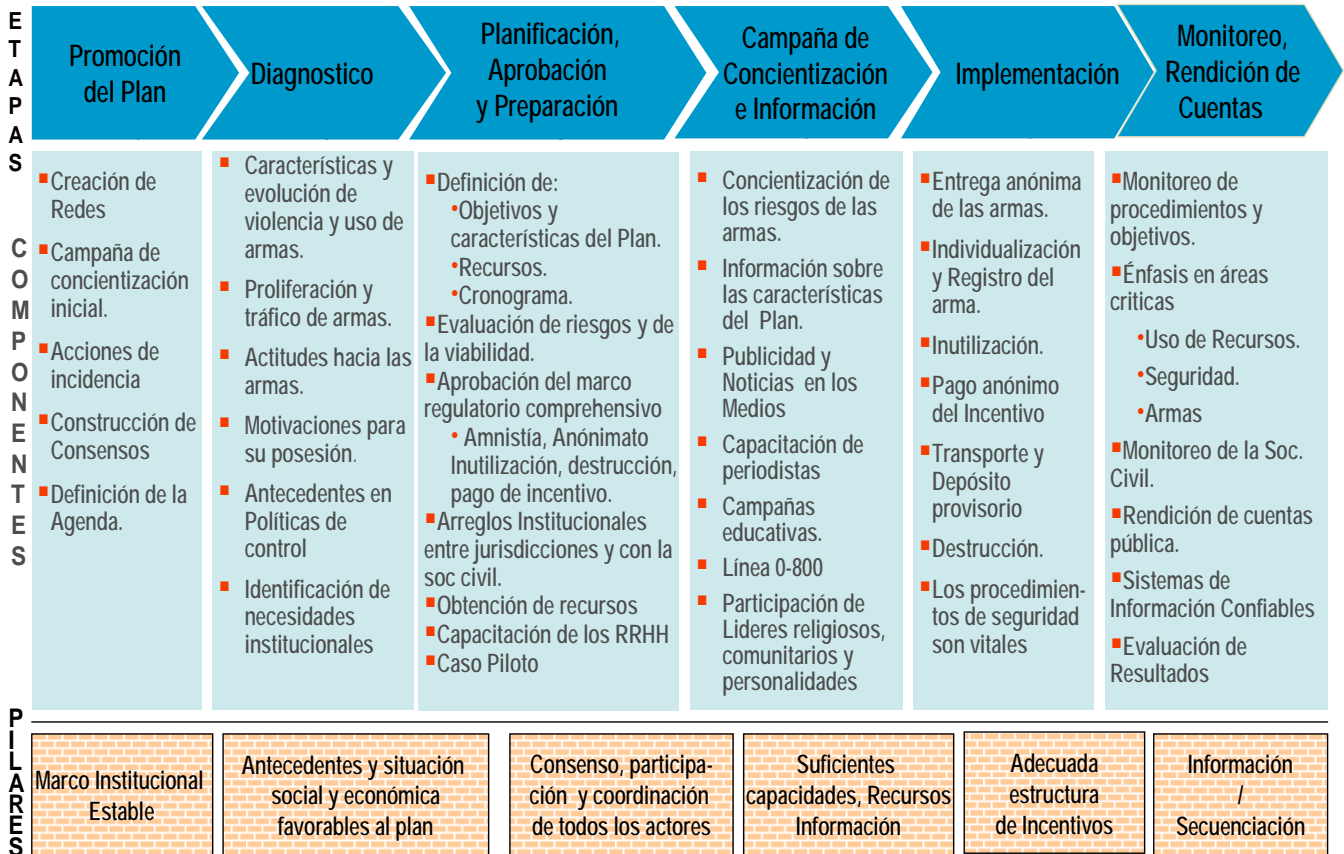 ETAPAS
Promoción
del Plan
Diagnostico
Planificación,
Aprobación
y Preparación
Campaña de
Concientización
e Información
Implementación
Monitoreo,
Rendición de
Cuentas
COMPONENTES
▪Creación de
Redes
▪Campaña de
concientización
inicial.
▪Acciones de
incidencia
▪Construcción de
Consensos
▪Definición de la
Agenda.
▪ Características y
evolución de
violencia y uso de
armas.
▪ Proliferación y
tráfico de armas.
▪ Actitudes hacia las
armas.
▪ Motivaciones para
su posesión.
▪ Antecedentes en
Políticas de
control
▪ Identificación de
necesidades
institucionales
▪Definición de:
•Objetivos y
características del Plan.
•Recursos.
•Cronograma.
▪Evaluación de riesgos y de
la viabilidad.
▪Aprobación del marco
regulatorio comprehensivo
• Amnistía, Anónimato
Inutilización, destrucción,
pago de incentivo.
▪Arreglos Institucionales
entre jurisdicciones y con la
soc civil.
▪Obtención de recursos
▪Capacitación de los RRHH
▪Caso Piloto
▪ Concientización de
los riesgos de las
armas.
▪ Información sobre
las características
del Plan.
▪ Publicidad y
Noticias en los
Medios
▪ Capacitación de
periodistas
▪ Campañas
educativas.
▪ Línea 0-800
▪ Participación de
Lideres religiosos,
comunitarios y
personalidades
▪Entrega anónima
de las armas.
▪Individualización
y Registro del
arma.
▪Inutilización.
▪Pago anónimo
del Incentivo
▪Transporte y
Depósito
provisorio
▪Destrucción.
▪Los procedimien-
tos de seguridad
son vitales
▪Monitoreo de
procedimientos y
objetivos.
▪Énfasis en áreas
criticas
•Uso de Recursos.
•Seguridad.
•Armas
▪Monitoreo de la Soc.
Civil.
▪Rendición de cuentas
pública.
▪Sistemas de
Información Confiables
▪Evaluación de
Resultados
PILARES
Marco Institucional
Estable
Antecedentes y situación
social y económica
favorables al plan
Consenso, participa-
ción y coordinación
de todos los actores
Suficientes
capacidades, Recursos
Información
Adecuada
estructura
de Incentivos
Información
/
Secuenciación